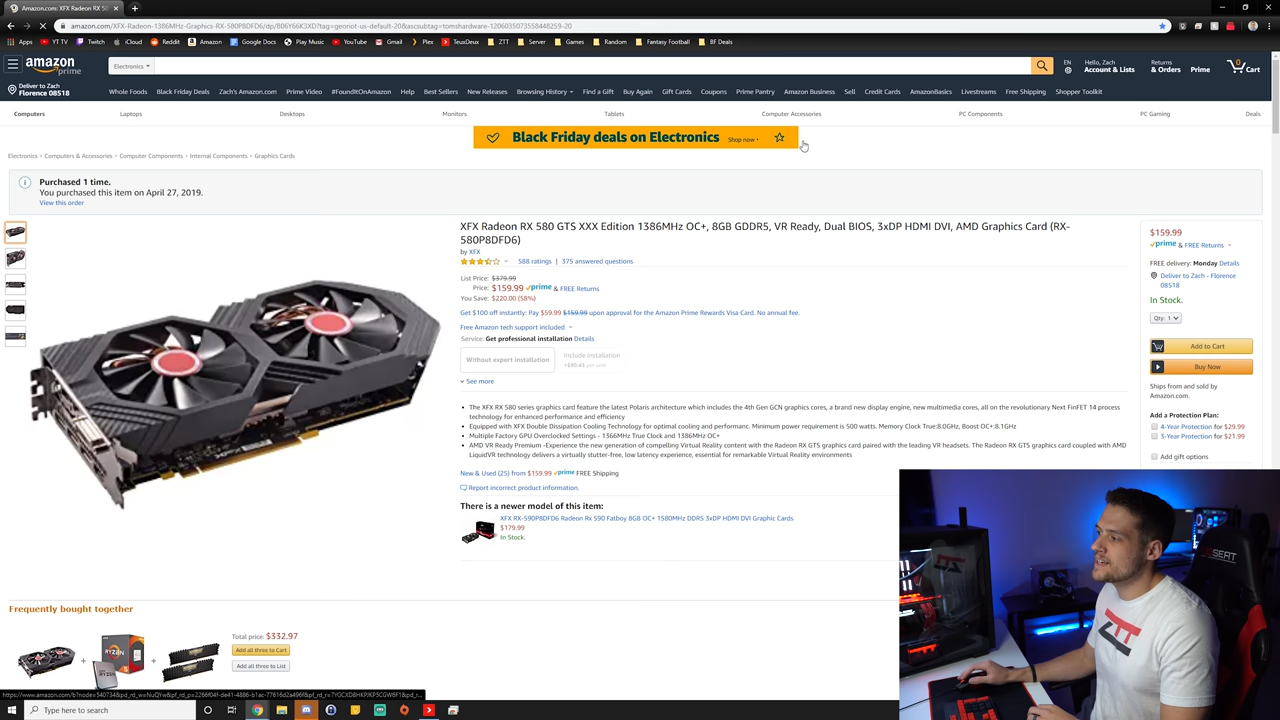 Amazon.com: XFX Radeon RX 58
amazon.com/XFX-Radeon-1386MHz-Graphics-RX-580P8DFD6/dp/B06Y66K3XD?tag=georiot-us-default-20&ascsubtag=tomshardware-1206035073558448259-20
Apps YT TV Twitch iCloud Reddit Amazon Google Docs Play Music YouTube Gmail Plex TeuxDeux ZTT Server Games Random Fantasy Football BF Deals
amazon prime
Electronics
EN
Hello, Zach
Account & Lists
Returns
& Orders
Prime
0
Cart
Deliver to Zach
Florence 08518
Whole Foods Black Friday Deals Zach's Amazon.com Prime Video #FoundItOnAmazon Help Best Sellers New Releases Browsing History Find a Gift Buy Again Gift Cards Coupons Prime Pantry Amazon Business Sell Credit Cards AmazonBasics Livestreams Free Shipping Shopper Toolkit
Computers Laptops Desktops Monitors Tablets Computer Accessories PC Components PC Gaming Deals
Black Friday deals on Electronics Shop now ›
Electronics › Computers & Accessories › Computer Components › Internal Components › Graphics Cards
Purchased 1 time.
You purchased this item on April 27, 2019.
View this order
XFX Radeon RX 580 GTS XXX Edition 1386MHz OC+, 8GB GDDR5, VR Ready, Dual BIOS, 3xDP HDMI DVI, AMD Graphics Card (RX-
580P8DFD6)
by XFX
588 ratings | 375 answered questions
List Price: $379.99
Price: $159.99 prime & FREE Returns
You Save: $220.00 (58%)
Get $100 off instantly: Pay $59.99 $159.99 upon approval for the Amazon Prime Rewards Visa Card. No annual fee.
Free Amazon tech support included
Service: Get professional installation Details
Without expert installation
Include installation
+$80.43 per unit
See more
• The XFX RX 580 series graphics card feature the latest Polaris architecture which includes the 4th Gen GCN graphics cores, a brand new display engine, new multimedia cores, all on the revolutionary Next FinFET 14 process
technology for enhanced performance and efficiency
• Equipped with XFX Double Dissipation Cooling Technology for optimal cooling and performanc. Minimum power requirement is 500 watts. Memory Clock True:8.0GHz, Boost OC+:8.1GHz
• Multiple Factory GPU Overclocked Settings - 1366MHz True Clock and 1386MHz OC+
• AMD VR Ready Premium -Experience the new generation of compelling Virtual Reality content with the Radeon RX GTS graphics card paired with the leading VR headsets. The Radeon RX GTS graphics card coupled with AMD
LiquidVR technology delivers a virtually stutter-free, low latency experience, essential for remarkable Virtual Reality environments
New & Used (25) from $159.99 prime FREE Shipping
Report incorrect product information.
There is a newer model of this item:
XFX RX-590P8DFD6 Radeon Rx 590 Fatboy 8GB OC+ 1580MHz DDR5 3xDP HDMI DVI Graphic Cards
$179.99
In Stock.
$159.99
prime & FREE Returns
FREE delivery: Monday Details
Deliver to Zach - Florence
08518
In Stock.
Qty: 1
Add to Cart
Buy Now
Ships from and sold by
Amazon.com.
Add a Protection Plan:
4-Year Protection for $29.99
3-Year Protection for $21.99
Add gift options
Frequently bought together
RYZEN
Total price: $332.97
Add all three to Cart
Add all three to List
ZTT
Type here to search